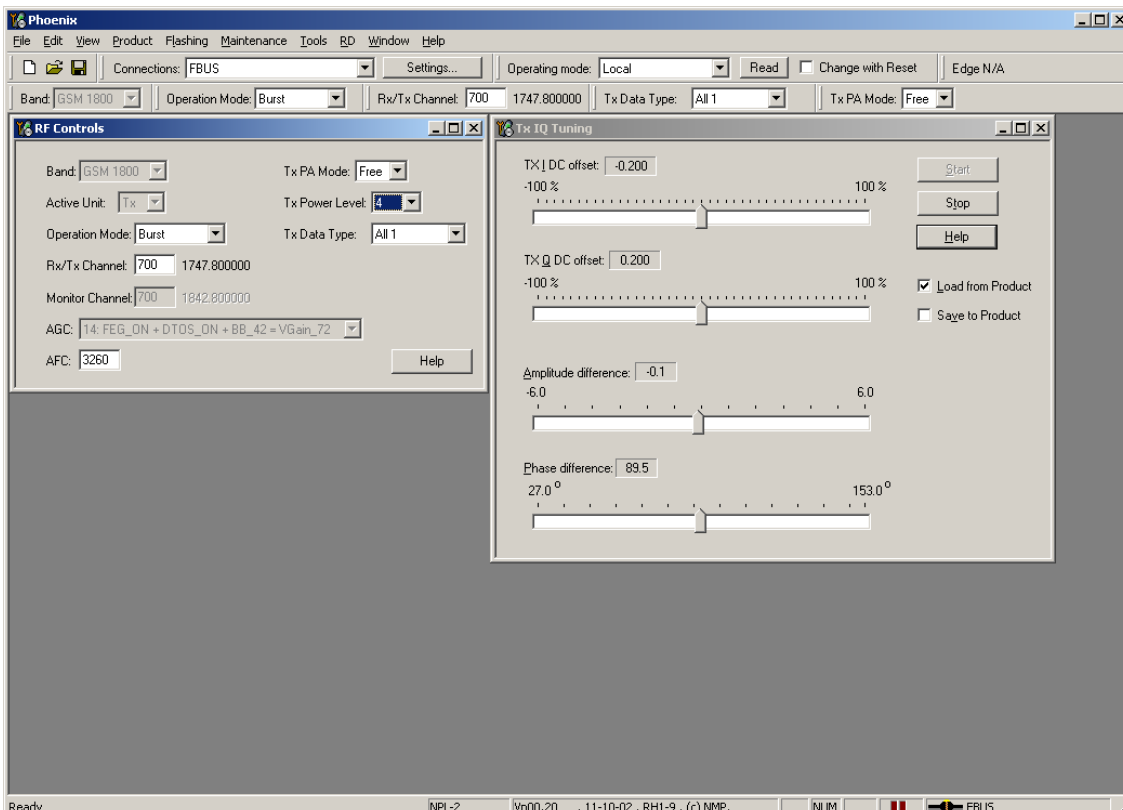 Phoenix
File Edit View Product Flashing Maintenance Tools RD Window Help
Connections: FBUS Settings... Operating mode: Local Read Change with Reset Edge N/A
Band: GSM 1800 Operation Mode: Burst Rx/Tx Channel: 700 1747.800000 Tx Data Type: All 1 Tx PA Mode: Free
RF Controls
Band: GSM 1800 Tx PA Mode: Free
Active Unit: Tx Tx Power Level: 4
Operation Mode: Burst Tx Data Type: All 1
Rx/Tx Channel: 700 1747.800000
Monitor Channel: 700 1842.800000
AGC: 14: FEG_ON + DTOS_ON + BB_42 = VGain_72
AFC: 3260 Help
Tx IQ Tuning
TX I DC offset: -0.200
-100 % 100 %
Start
Stop
Help
TX Q DC offset: 0.200
-100 % 100 %
Load from Product
Save to Product
Amplitude difference: -0.1
-6.0 6.0
Phase difference: 89.5
27.0 o 153.0 o
Ready NPL-2 Vp00.20 , 11-10-02 , RH1-9 , (c) NMP. NUM FBUS